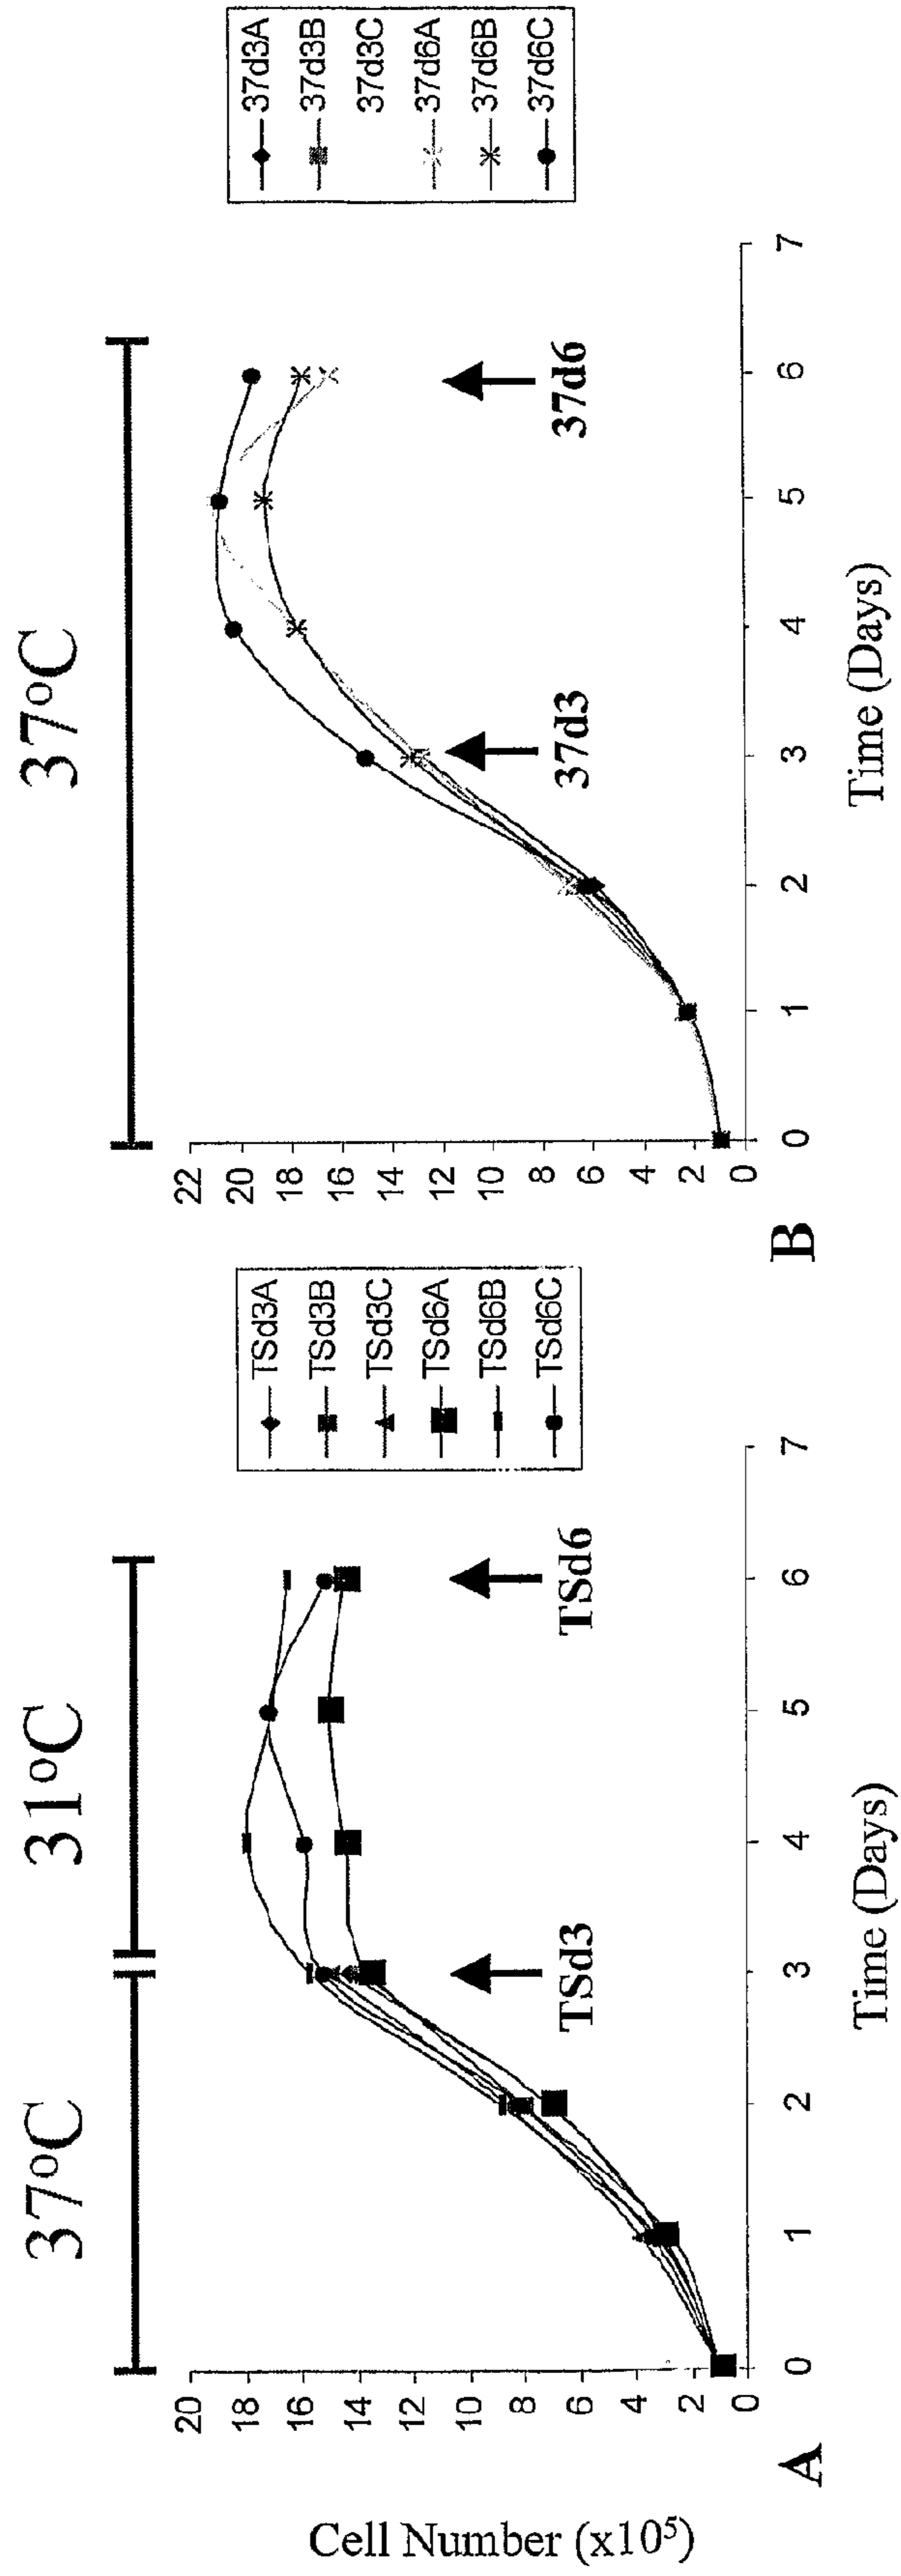 37°C
31°C
Cell Number (x10⁵)
20
18
16
14
12
10
8
6
4
2
0
0
1
2
3
4
5
6
7
TSd3
TSd6
Time (Days)
A
TSd3A
TSd3B
TSd3C
TSd6A
TSd6B
TSd6C
37°C
22
20
18
16
14
12
10
8
6
4
2
0
0
1
2
3
4
5
6
7
37d3
37d6
Time (Days)
B
37d3A
37d3B
37d3C
37d6A
37d6B
37d6C